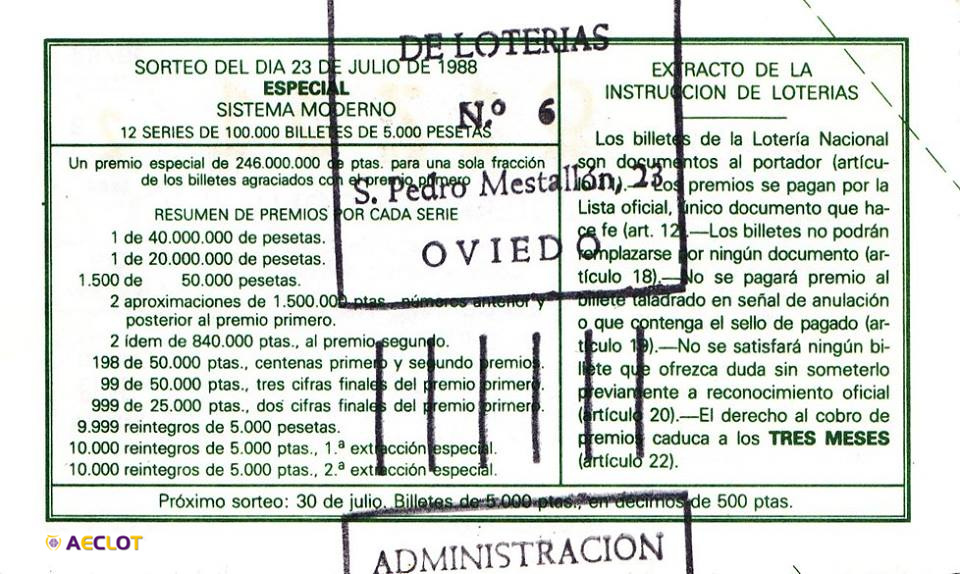 DE LOTERIAS
N.º 6
S. Pedro Mestallón, 23
OVIEDO
SORTEO DEL DIA 23 DE JULIO DE 1988
ESPECIAL
SISTEMA MODERNO
12 SERIES DE 100.000 BILLETES DE 5.000 PESETAS
Un premio especial de 246.000.000 de ptas. para una sola fracción
de los billetes agraciados con el premio primero
RESUMEN DE PREMIOS POR CADA SERIE
1 de 40.000.000 de pesetas.
1 de 20.000.000 de pesetas.
1.500 de 50.000 pesetas.
2 aproximaciones de 1.500.000 ptas., números anterior y
posterior al premio primero.
2 ídem de 840.000 ptas., al premio segundo.
198 de 50.000 ptas., centenas primero y segundo premios.
99 de 50.000 ptas., tres cifras finales del premio primero.
999 de 25.000 ptas., dos cifras finales del premio primero.
9.999 reintegros de 5.000 pesetas.
10.000 reintegros de 5.000 ptas., 1.ª extracción especial.
10.000 reintegros de 5.000 ptas., 2.ª extracción especial.
EXTRACTO DE LA
INSTRUCCION DE LOTERIAS
Los billetes de la Lotería Nacional
son documentos al portador (artícu-
lo 1).—Los premios se pagan por la
Lista oficial, único documento que ha-
ce fe (art. 12).—Los billetes no podrán
remplazarse por ningún documento (ar-
tículo 18).—No se pagará premio al
billete taladrado en señal de anulación
o que contenga el sello de pagado (ar-
tículo 19).—No se satisfará ningún bi-
llete que ofrezca duda sin someterlo
previamente a reconocimiento oficial
(artículo 20).—El derecho al cobro de
premios caduca a los TRES MESES
(artículo 22).
Próximo sorteo: 30 de julio. Billetes de 5.000 ptas., en décimos de 500 ptas.
ADMINISTRACION
AECLOT